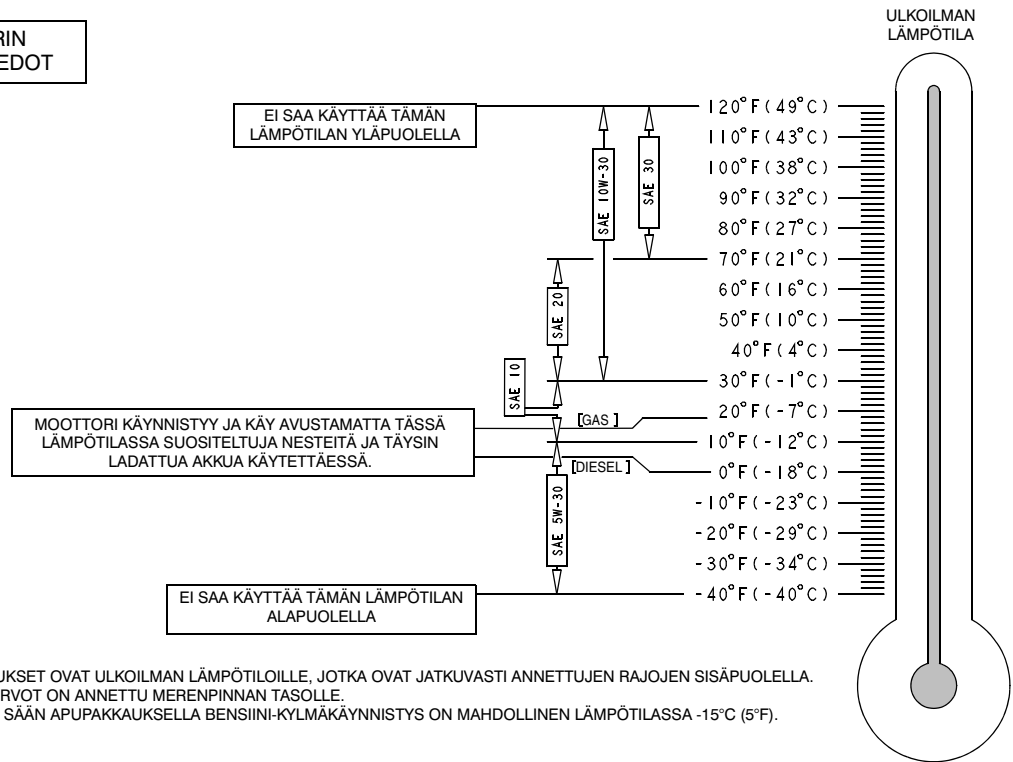 RIN
EDOT
ULKOILMAN
LÄMPÖTILA
EI SAA KÄYTTÄÄ TÄMÄN
LÄMPÖTILAN YLÄPUOLELLA
120°F(49°C)
110°F(43°C)
100°F(38°C)
90°F(32°C)
80°F(27°C)
70°F(21°C)
60°F(16°C)
50°F(10°C)
40°F(4°C)
30°F(-1°C)
20°F(-7°C)
10°F(-12°C)
0°F(-18°C)
-10°F(-23°C)
-20°F(-29°C)
-30°F(-34°C)
-40°F(-40°C)
SAE 10W-30
SAE 30
SAE 20
SAE 10
SAE 5W-30
[GAS ]
[DIESEL ]
MOOTTORI KÄYNNISTYY JA KÄY AVUSTAMATTA TÄSSÄ
LÄMPÖTILASSA SUOSITELTUJA NESTEITÄ JA TÄYSIN
LADATTUA AKKUA KÄYTETTÄESSÄ.
EI SAA KÄYTTÄÄ TÄMÄN LÄMPÖTILAN
ALAPUOLELLA
UKSET OVAT ULKOILMAN LÄMPÖTILOILLE, JOTKA OVAT JATKUVASTI ANNETTUJEN RAJOJEN SISÄPUOLELLA.
RVOT ON ANNETTU MERENPINNAN TASOLLE.
SÄÄN APUPAKKAUKSELLA BENSIINI-KYLMÄKÄYNNISTYS ON MAHDOLLINEN LÄMPÖTILASSA -15°C (5°F).